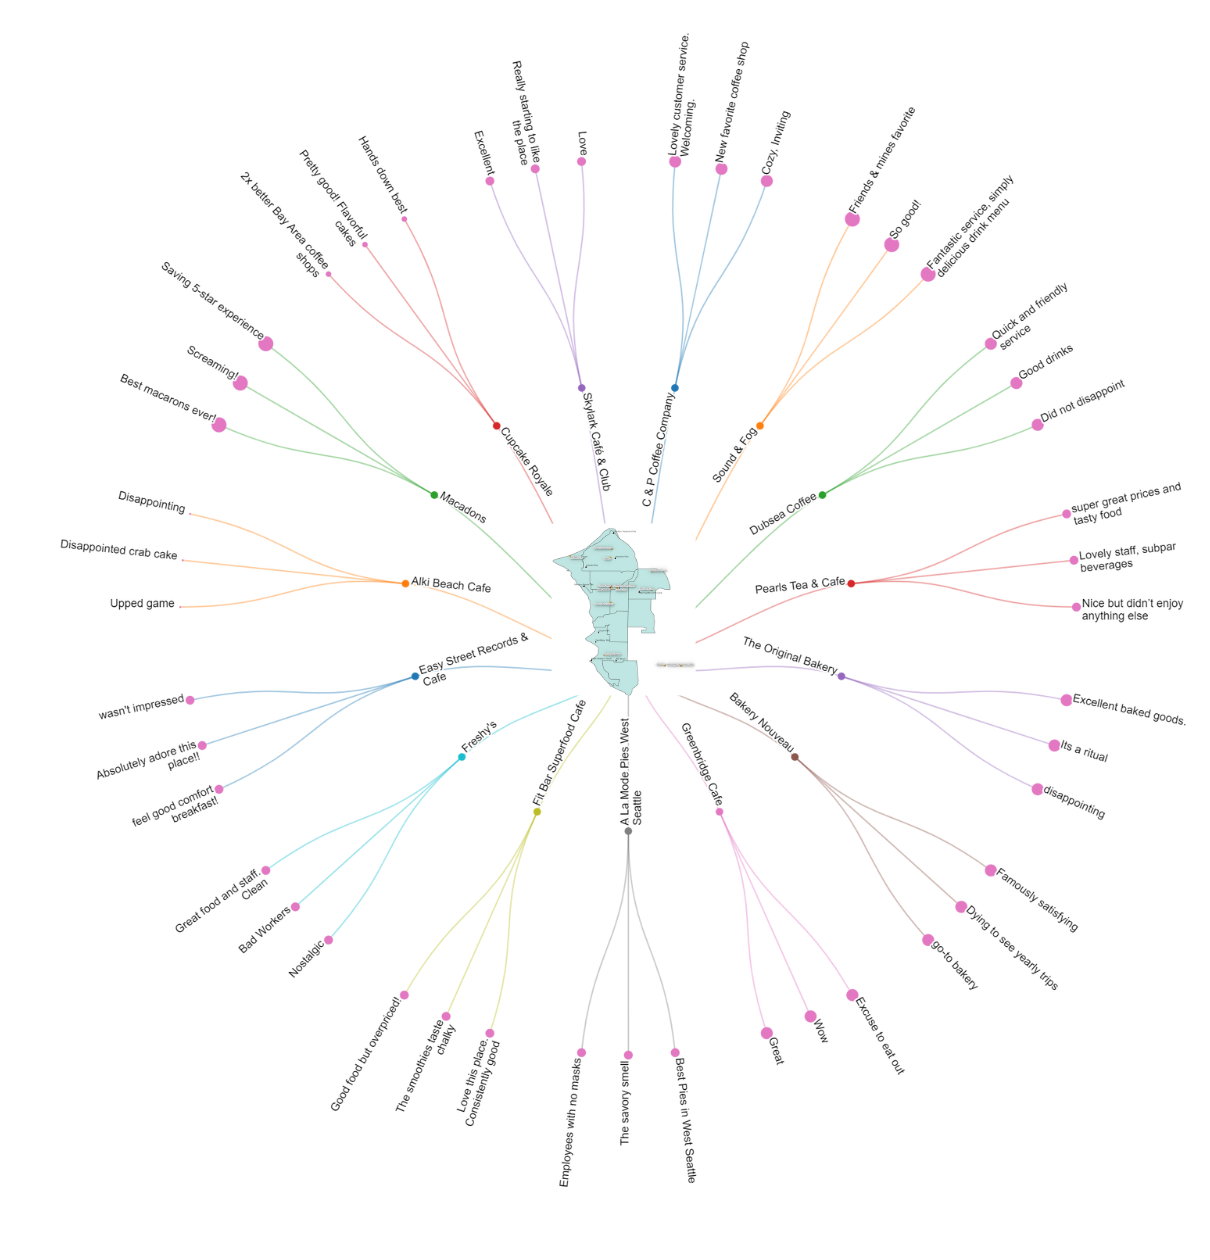 Lovely customer service.
Welcoming.
New favorite coffee shop
Cozy. Inviting
C & P Coffee Company
Friends & mines favorite
So good!
Fantastic service, simply
delicious drink menu
Sound & Fog
Quick and friendly
service
Good drinks
Did not disappoint
Dubsea Coffee
super great prices and
tasty food
Lovely staff, subpar
beverages
Nice but didn't enjoy
anything else
Pearls Tea & Cafe
Excellent baked goods.
Its a ritual
disappointing
The Original Bakery
Famously satisfying
Dying to see yearly trips
go-to bakery
Bakery Nouveau
Excuse to eat out
Wow
Great
Greenbridge Cafe
Best Pies in West Seattle
The savory smell
Employees with no masks
A La Mode Pies West
Seattle
Love this place.
Consistently good
The smoothies taste
chalky
Good food but overpriced!
Fit Bar Superfood Cafe
Nostalgic
Bad Workers
Great food and staff.
Clean
Freshy's
feel good comfort
breakfast!
Absolutely adore this
place!!
wasn't impressed
Easy Street Records &
Cafe
Upped game
Disappointed crab cake
Disappointing
Alki Beach Cafe
Best macarons ever!
Screaming!
Saving 5-star experience
Macadons
2x better Bay Area coffee
shops
Pretty good! Flavorful
cakes
Hands down best
Cupcake Royale
Excellent
Really starting to like
the place
Love
Skylark Café & Club